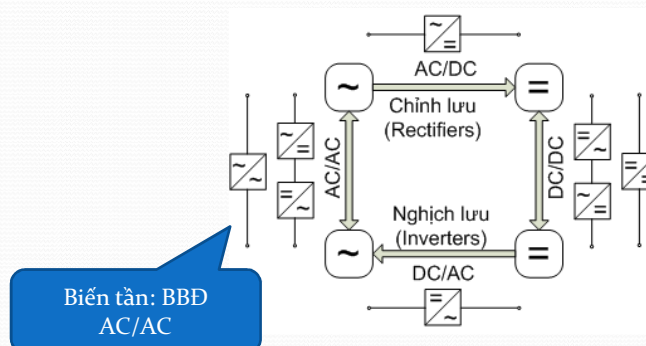 AC/DC
Chỉnh lưu
(Rectifiers)
AC/AC
DC/DC
Nghịch lưu
(Inverters)
DC/AC
Biến tần: BBĐ
AC/AC